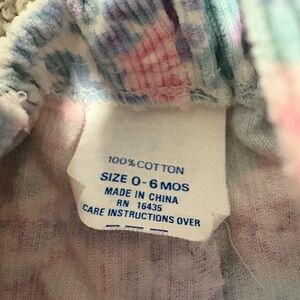 100% COTTON
SIZE 0-6 MOS
MADE IN CHINA
RN 16435
CARE INSTRUCTIONS OVER